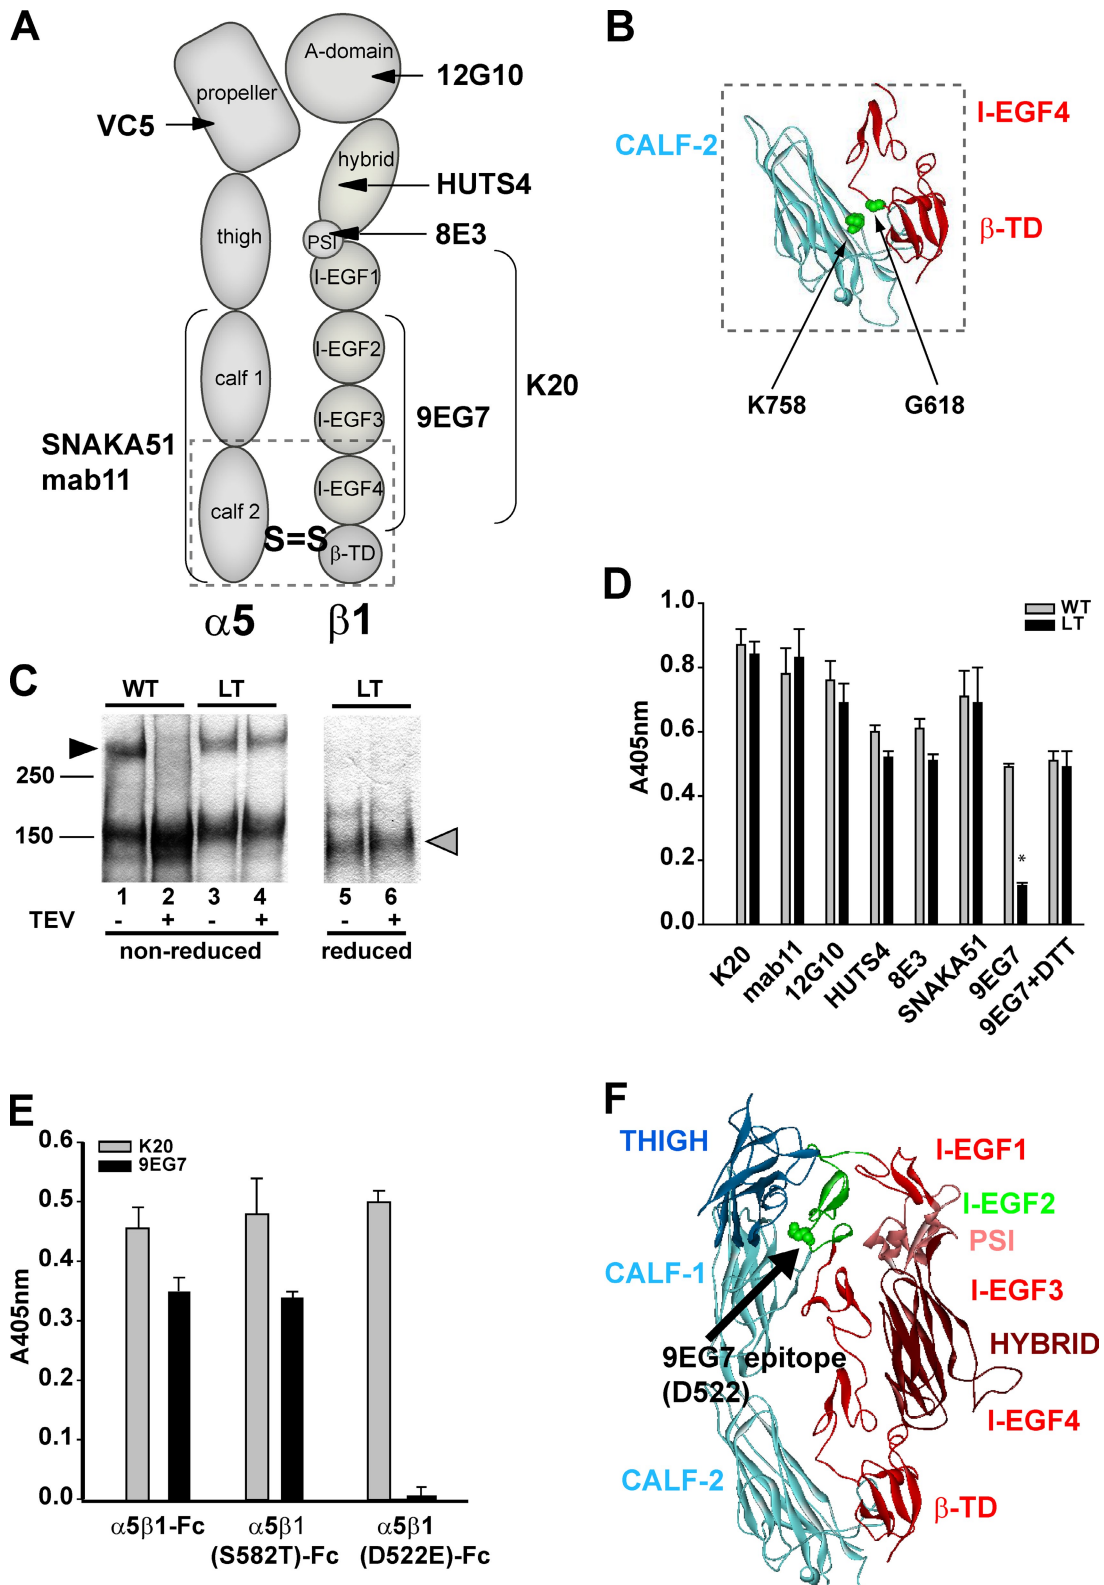 A
propeller
A-domain
12G10
VC5
hybrid
HUTS4
thigh
PSI
8E3
I-EGF1
calf 1
I-EGF2
K20
I-EGF3
9EG7
SNAKA51
mab11
calf 2
I-EGF4
S=S
β-TD
α5
β1
B
CALF-2
I-EGF4
β-TD
K758
G618
C
WT
LT
LT
250
150
1 2 3 4 5 6
TEV - + - + - +
non-reduced
reduced
D
WT
LT
A405nm
1.0
0.8
0.6
0.4
0.2
0.0
*
K20
mab11
12G10
HUTS4
8E3
SNAKA51
9EG7
9EG7+DTT
E
K20
9EG7
A405nm
0.6
0.5
0.4
0.3
0.2
0.1
0.0
α5β1-Fc
α5β1
(S582T)-Fc
α5β1
(D522E)-Fc
F
THIGH
I-EGF1
I-EGF2
PSI
CALF-1
I-EGF3
HYBRID
9EG7 epitope
(D522)
I-EGF4
CALF-2
β-TD